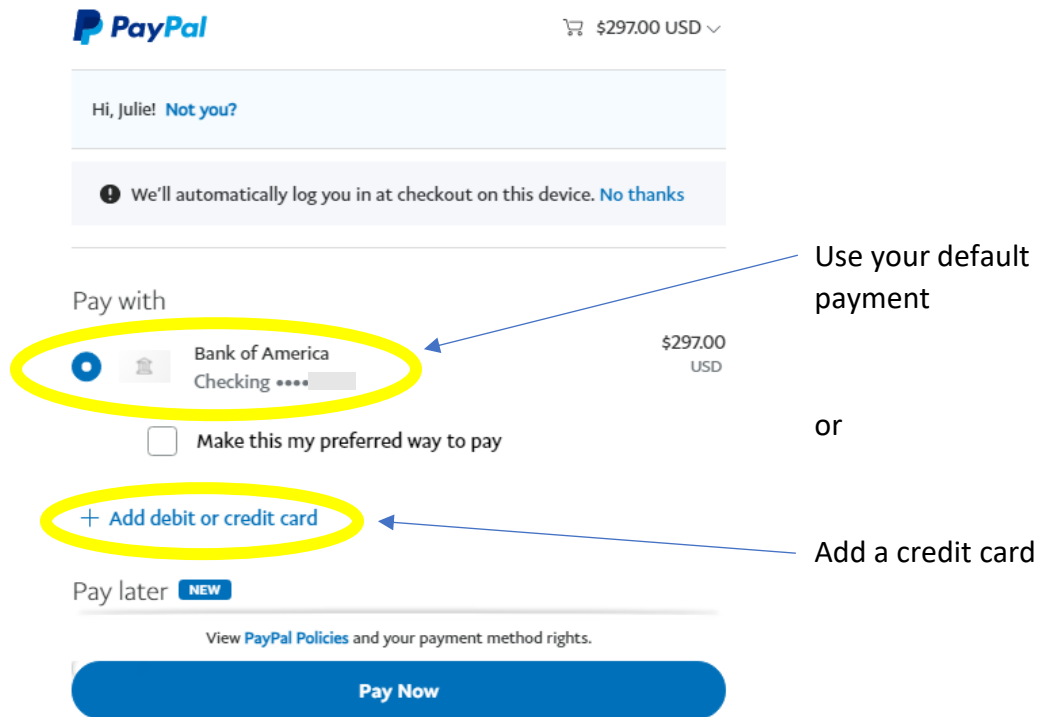 PayPal
$297.00 USD
Hi, Julie! Not you?
We'll automatically log you in at checkout on this device. No thanks
Use your default
payment
Pay with
Bank of America
$297.00
Checking ••••
USD
or
Make this my preferred way to pay
+ Add debit or credit card
Add a credit card
Pay later NEW
View PayPal Policies and your payment method rights.
Pay Now